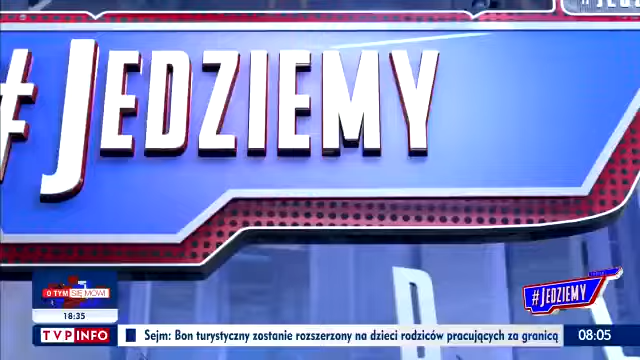 #JEDZIEMY
O TYM SIĘ MÓWI
18:35
#JEDZIEMY
TVP INFO
Sejm: Bon turystyczny zostanie rozszerzony na dzieci rodziców pracujących za granicą
08:05